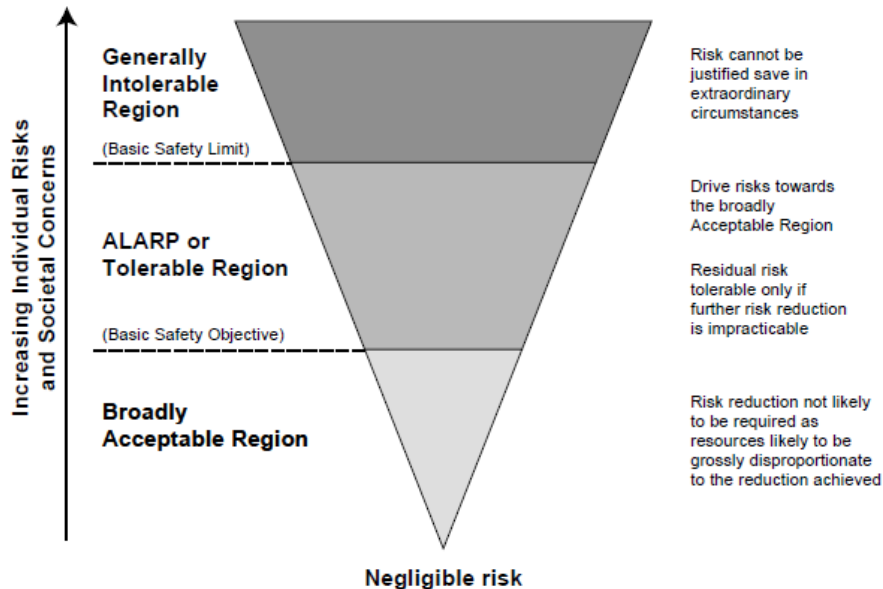 Increasing Individual Risks
and Societal Concerns
Generally
Intolerable
Region
(Basic Safety Limit)
Risk cannot be
justified save in
extraordinary
circumstances
ALARP or
Tolerable Region
(Basic Safety Objective)
Drive risks towards
the broadly
Acceptable Region
Residual risk
tolerable only if
further risk reduction
is impracticable
Broadly
Acceptable Region
Risk reduction not likely
to be required as
resources likely to be
grossly disproportionate
to the reduction achieved
Negligible risk